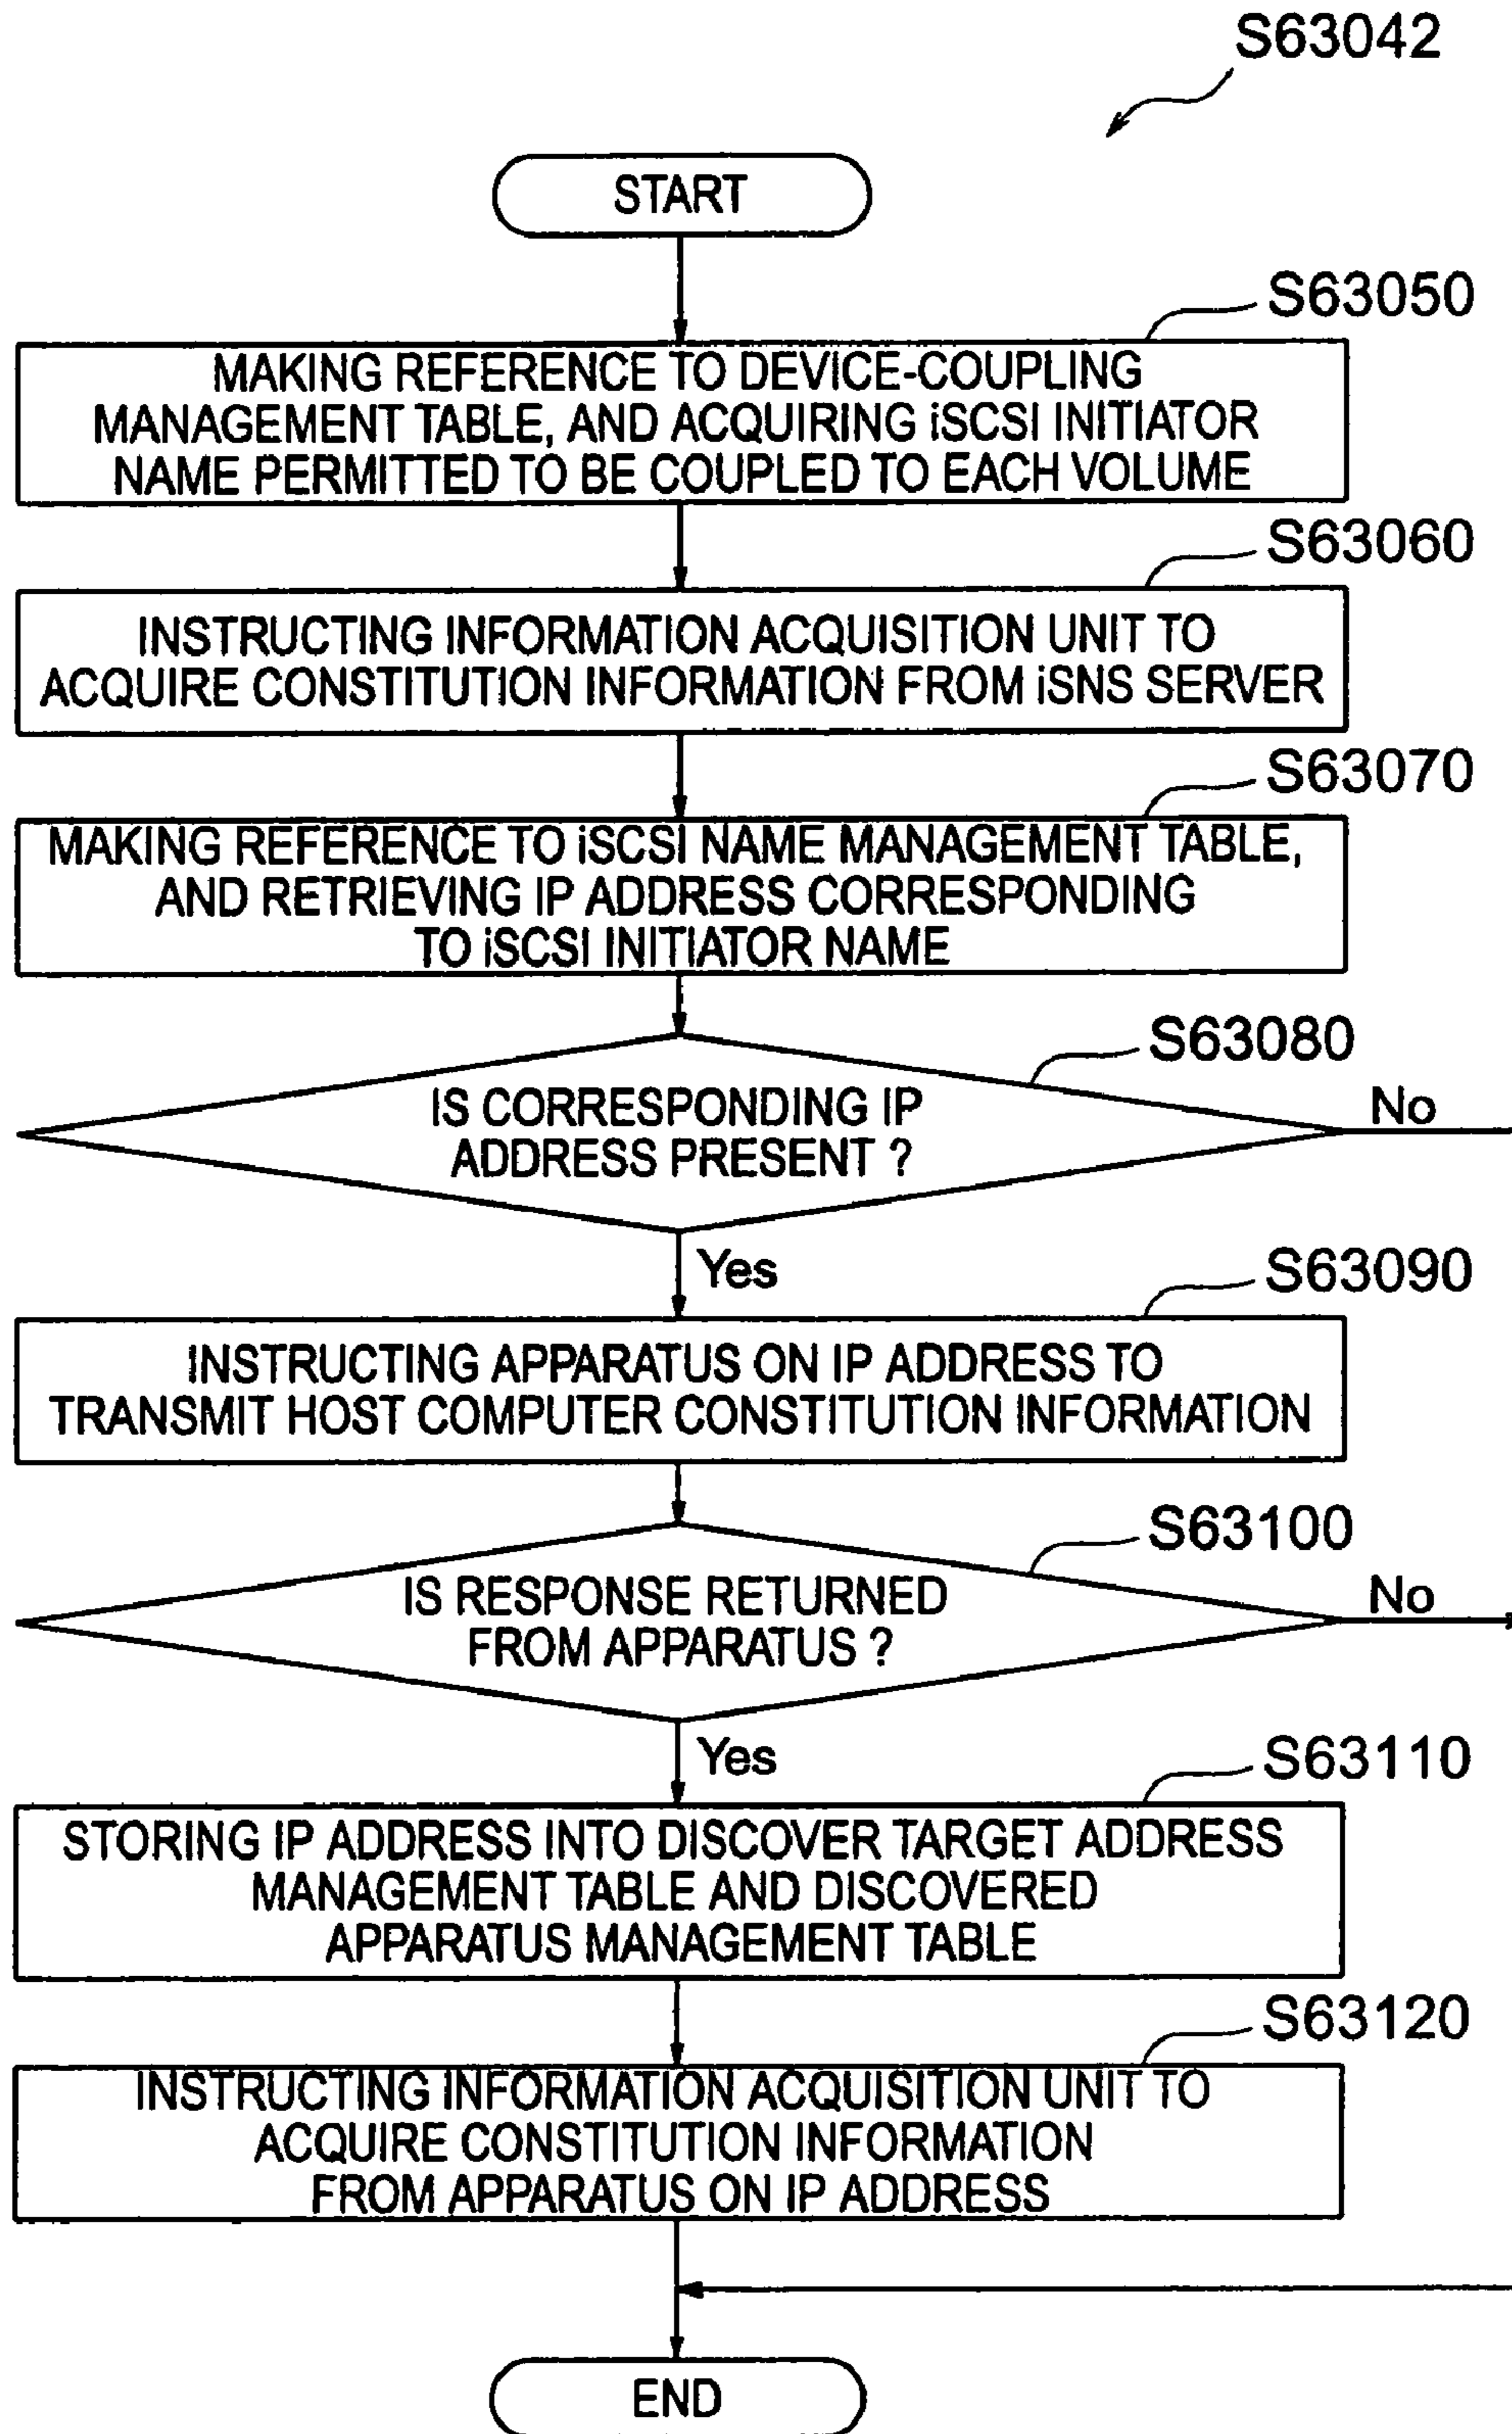 S63042
START
S63050
MAKING REFERENCE TO DEVICE-COUPLING
MANAGEMENT TABLE, AND ACQUIRING iSCSI INITIATOR
NAME PERMITTED TO BE COUPLED TO EACH VOLUME
S63060
INSTRUCTING INFORMATION ACQUISITION UNIT TO
ACQUIRE CONSTITUTION INFORMATION FROM iSNS SERVER
S63070
MAKING REFERENCE TO iSCSI NAME MANAGEMENT TABLE,
AND RETRIEVING IP ADDRESS CORRESPONDING
TO iSCSI INITIATOR NAME
S63080
IS CORRESPONDING IP
ADDRESS PRESENT ?
No
Yes
S63090
INSTRUCTING APPARATUS ON IP ADDRESS TO
TRANSMIT HOST COMPUTER CONSTITUTION INFORMATION
S63100
IS RESPONSE RETURNED
FROM APPARATUS ?
No
Yes
S63110
STORING IP ADDRESS INTO DISCOVER TARGET ADDRESS
MANAGEMENT TABLE AND DISCOVERED
APPARATUS MANAGEMENT TABLE
S63120
INSTRUCTING INFORMATION ACQUISITION UNIT TO
ACQUIRE CONSTITUTION INFORMATION
FROM APPARATUS ON IP ADDRESS
END